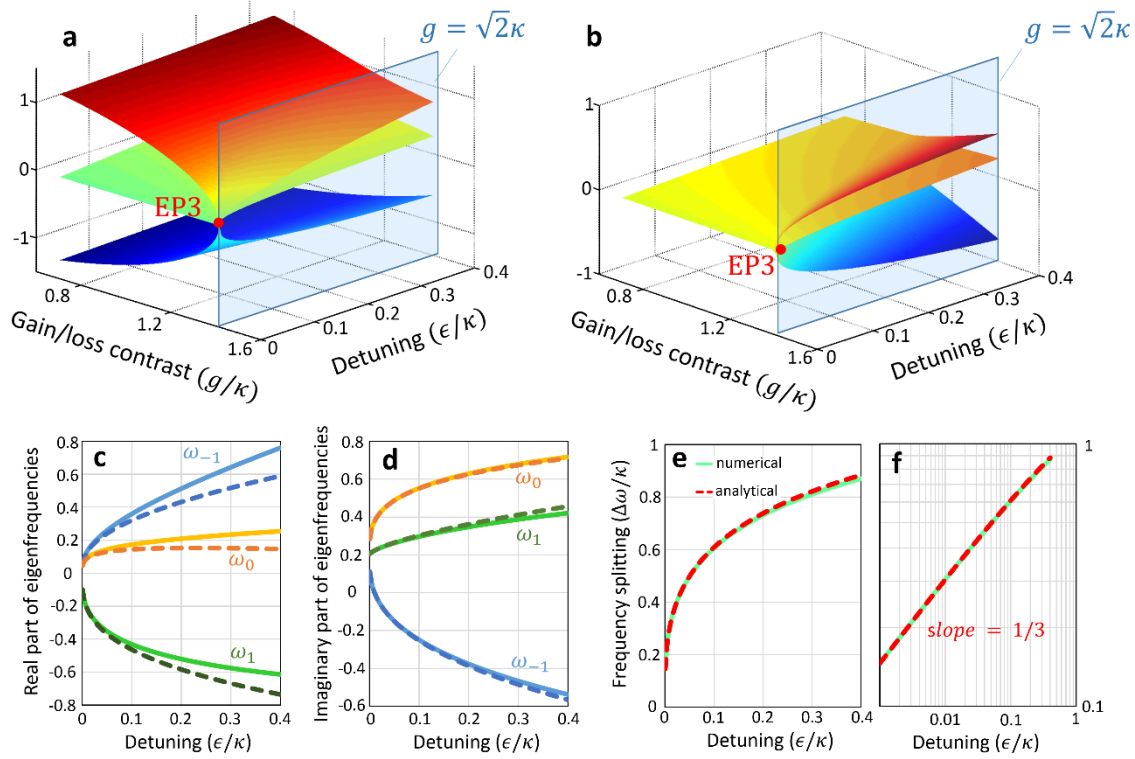 a
g = √2κ
1
0
-1
EP3
0.8
1.2
1.6
0
0.1
0.2
0.3
0.4
Gain/loss contrast (g/κ)
Detuning (ϵ/κ)
b
g = √2κ
1
0
-1
EP3
0.8
1.2
1.6
0
0.1
0.2
0.3
0.4
Gain/loss contrast (g/κ)
Detuning (ϵ/κ)
c
Real part of eigenfrequencies
0.8
0.6
0.4
0.2
0
-0.2
-0.4
-0.6
-0.8
ω₋₁
ω₀
ω₁
0 0.1 0.2 0.3 0.4
Detuning (ϵ/κ)
d
Imaginary part of eigenfrequencies
0.8
0.6
0.4
0.2
0
-0.2
-0.4
-0.6
ω₀
ω₁
ω₋₁
0 0.1 0.2 0.3 0.4
Detuning (ϵ/κ)
e
Frequency splitting (Δω/κ)
1
0.8
0.6
0.4
0.2
0
numerical
analytical
0 0.1 0.2 0.3 0.4
Detuning (ϵ/κ)
f
1
0.1
slope = 1/3
0.01 0.1 1
Detuning (ϵ/κ)